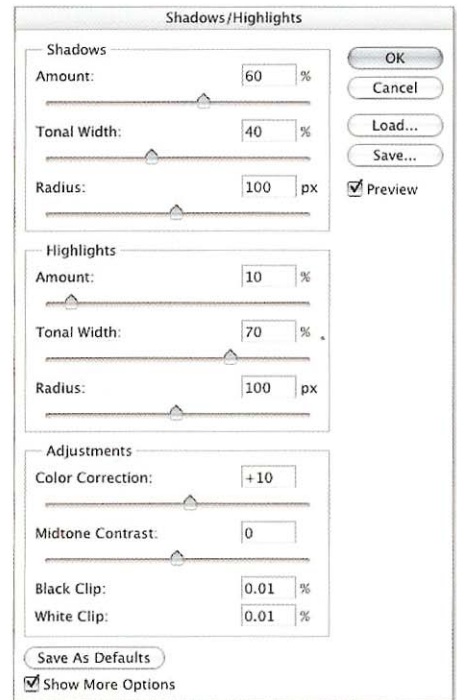 Shadows/Highlights
Shadows
Amount: 60 %
Tonal Width: 40 %
Radius: 100 px
Highlights
Amount: 10 %
Tonal Width: 70 %
Radius: 100 px
Adjustments
Color Correction: +10
Midtone Contrast: 0
Black Clip: 0.01 %
White Clip: 0.01 %
Save As Defaults
Show More Options
OK
Cancel
Load...
Save...
Preview